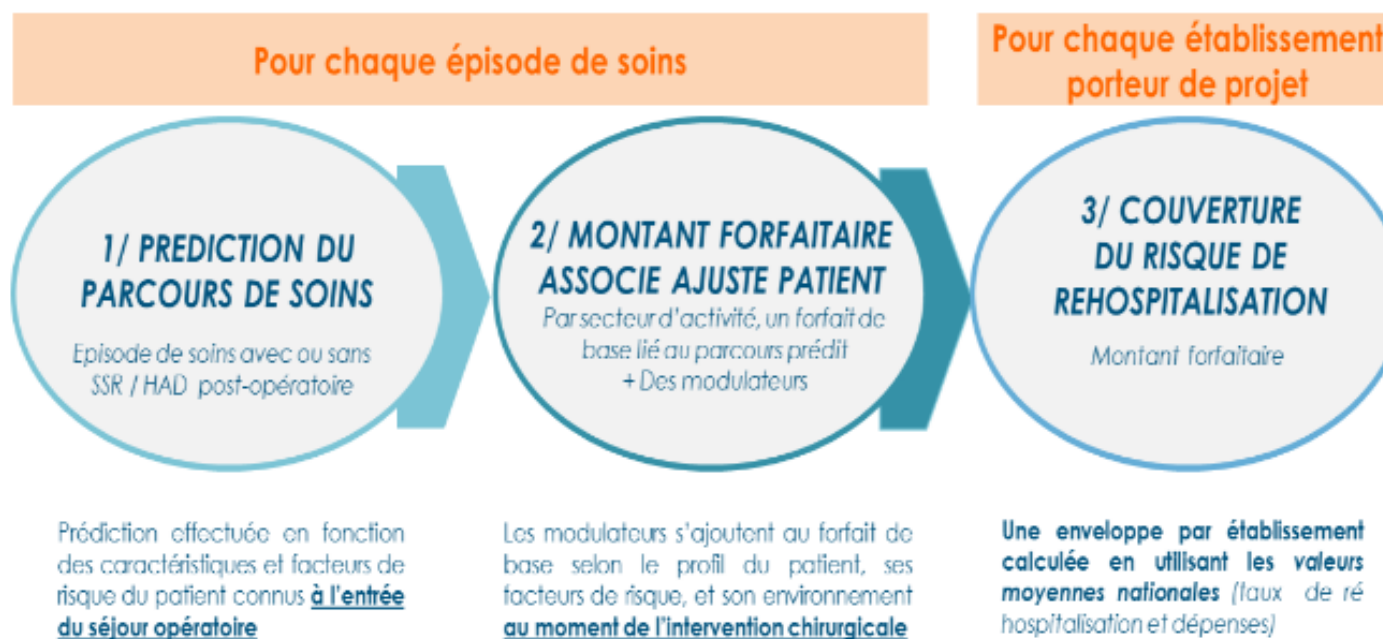 Pour chaque épisode de soins
Pour chaque établissement
porteur de projet
1/ PREDICTION DU
PARCOURS DE SOINS
Episode de soins avec ou sans
SSR / HAD post-opératoire
2/ MONTANT FORFAITAIRE
ASSOCIE AJUSTE PATIENT
Par secteur d'activité, un forfait de
base lié au parcours prédit
+ Des modulateurs
3/ COUVERTURE
DU RISQUE DE
REHOSPITALISATION
Montant forfaitaire
Prédiction effectuée en fonction
des caractéristiques et facteurs de
risque du patient connus à l'entrée
du séjour opératoire
Les modulateurs s'ajoutent au forfait de
base selon le profil du patient, ses
facteurs de risque, et son environnement
au moment de l'intervention chirurgicale
Une enveloppe par établissement
calculée en utilisant les valeurs
moyennes nationales (taux de ré
hospitalisation et dépenses)